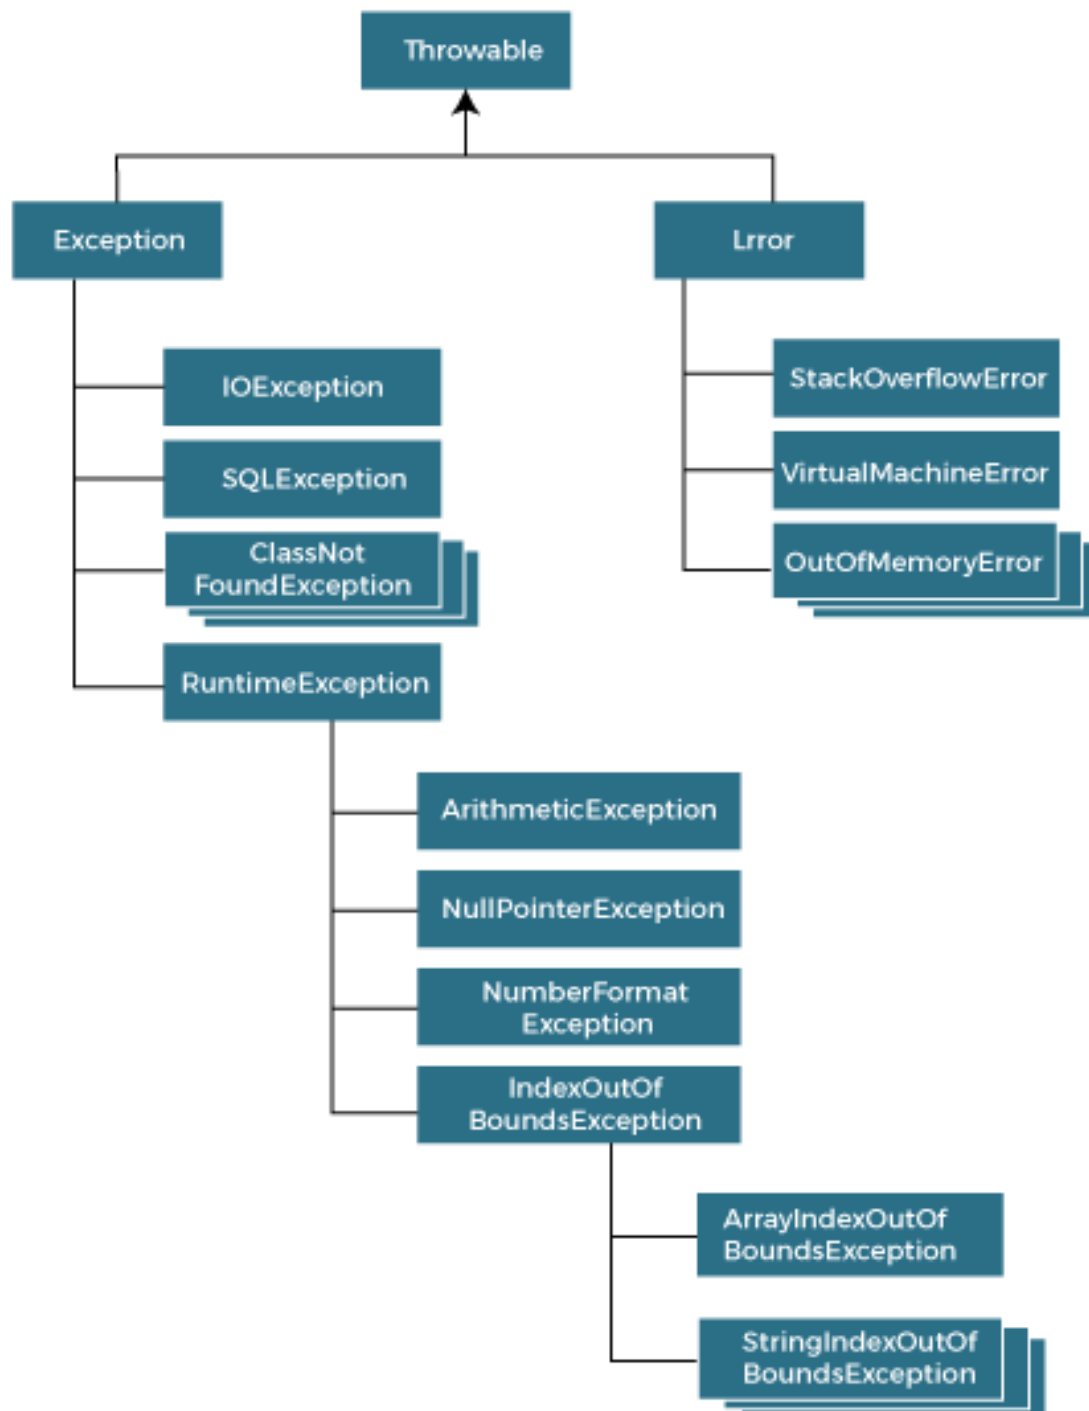 Throwable
Exception
Lrror
IOException
StackOverflowError
SQLException
VirtualMachineError
ClassNot
FoundException
OutOfMemoryError
RuntimeException
ArithmeticException
NullPointerException
NumberFormat
Exception
IndexOutOf
BoundsException
ArrayIndexOutOf
BoundsException
StringIndexOutOf
BoundsException